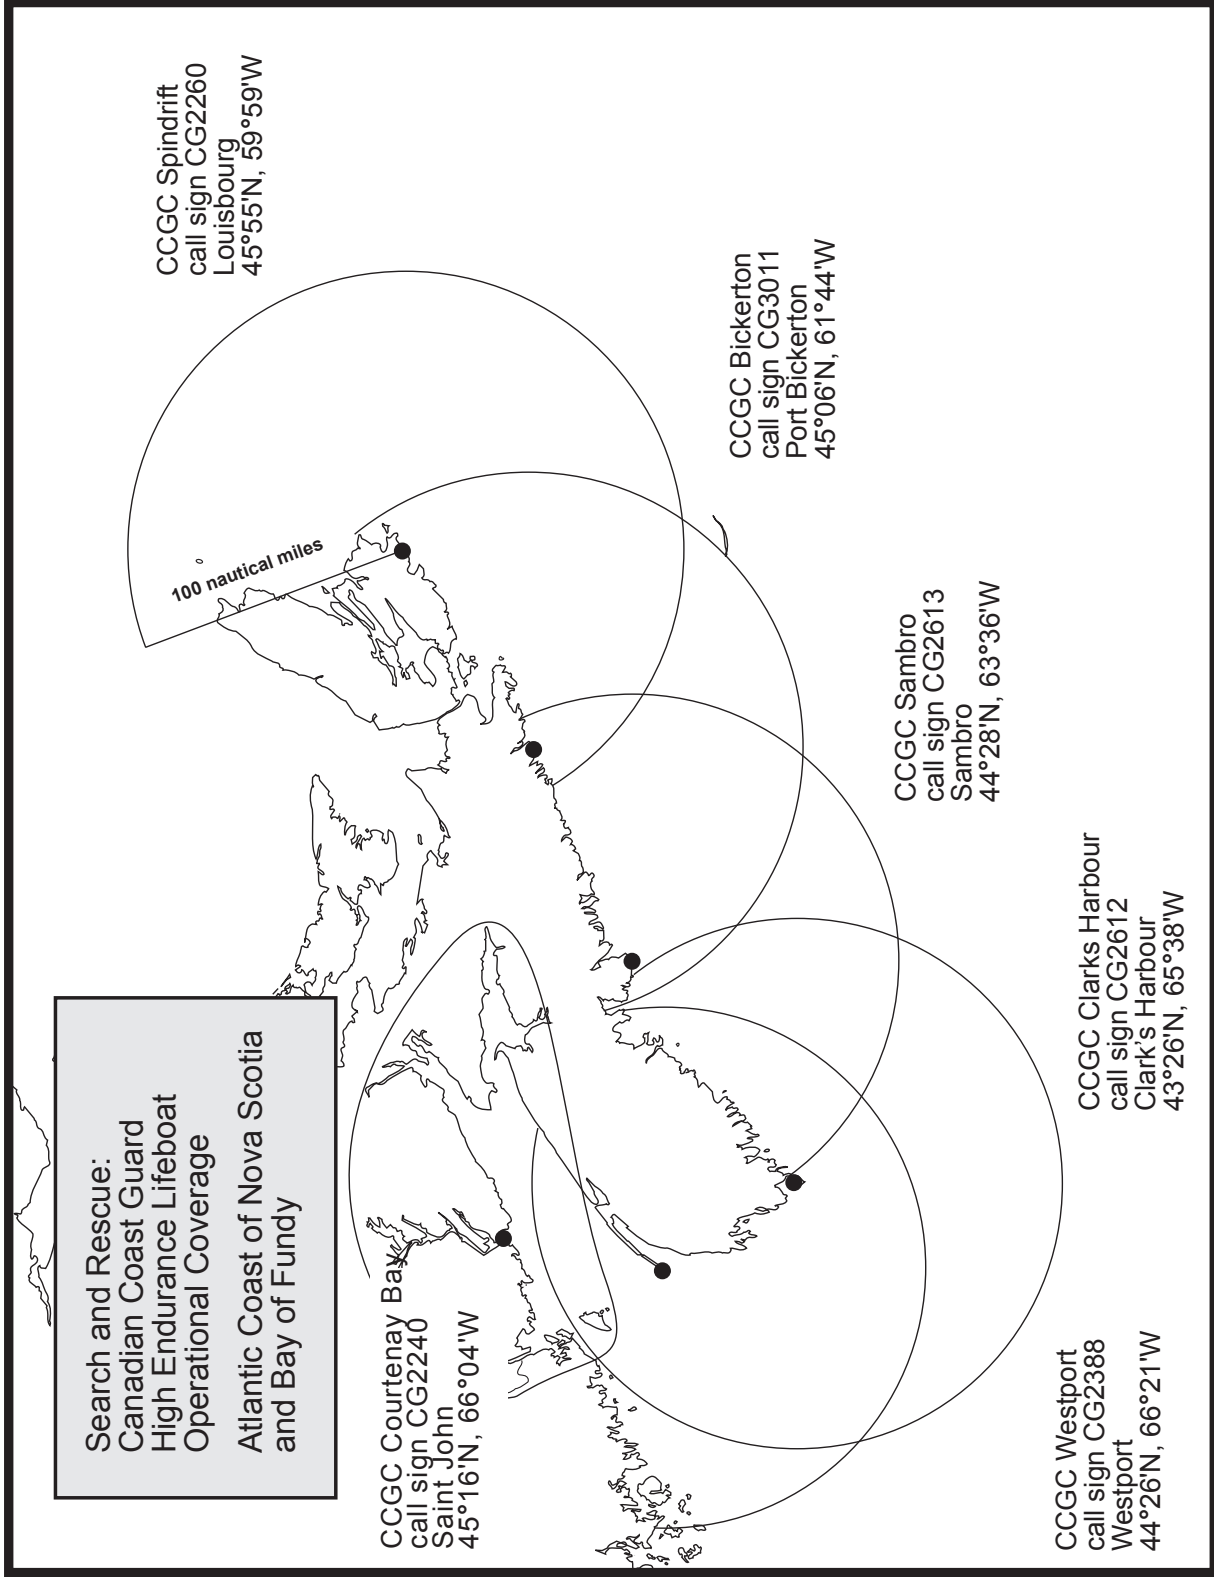 Search and Rescue:
Canadian Coast Guard
High Endurance Lifeboat
Operational Coverage
Atlantic Coast of Nova Scotia
and Bay of Fundy
CCGC Spindrift
call sign CG2260
Louisbourg
45°55'N, 59°59'W
100 nautical miles
CCGC Bickerton
call sign CG3011
Port Bickerton
45°06'N, 61°44'W
CCGC Sambro
call sign CG2613
Sambro
44°28'N, 63°36'W
CCGC Clarks Harbour
call sign CG2612
Clark's Harbour
43°26'N, 65°38'W
CCGC Courtenay Bay
call sign CG2240
Saint John
45°16'N, 66°04'W
CCGC Westport
call sign CG2388
Westport
44°26'N, 66°21'W